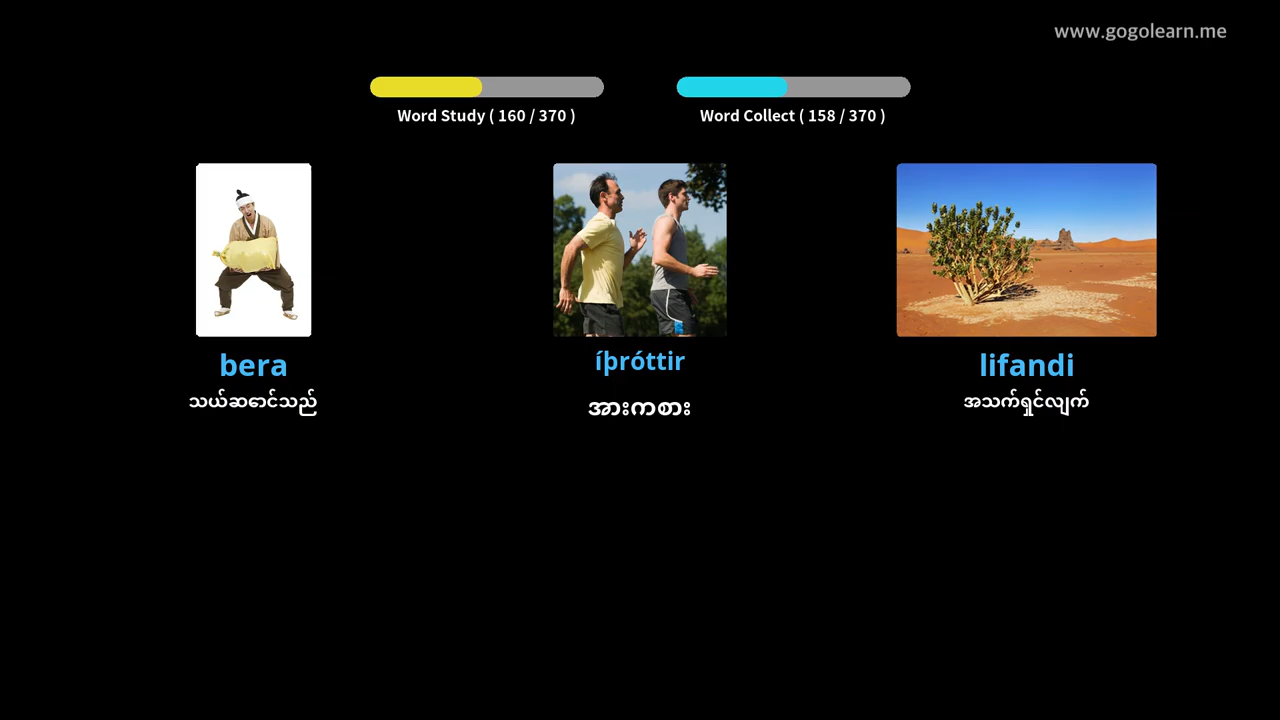 www.gogolearn.me
Word Study ( 160 / 370 )
Word Collect ( 158 / 370 )
bera
သယ်ဆောင်သည်
íþróttir
အားကစား
lifandi
အသက်ရှင်လျက်